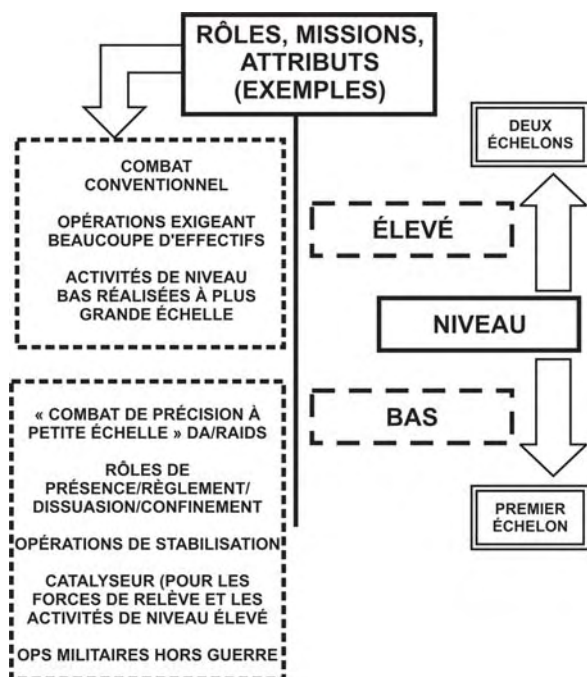 RÔLES, MISSIONS,
ATTRIBUTS
(EXEMPLES)
COMBAT
CONVENTIONNEL
OPÉRATIONS EXIGEANT
BEAUCOUPE D'EFFECTIFS
ACTIVITÉS DE NIVEAU
BAS RÉALISÉES À PLUS
GRANDE ÉCHELLE
« COMBAT DE PRÉCISION À
PETITE ÉCHELLE » DA/RAIDS
RÔLES DE
PRÉSENCE/RÈGLEMENT/
DISSUASION/CONFINEMENT
OPÉRATIONS DE STABILISATION
CATALYSEUR (POUR LES
FORCES DE RELÈVE ET LES
ACTIVITÉS DE NIVEAU ÉLEVÉ
OPS MILITAIRES HORS GUERRE
DEUX
ÉCHELONS
ÉLEVÉ
NIVEAU
BAS
PREMIER
ÉCHELON